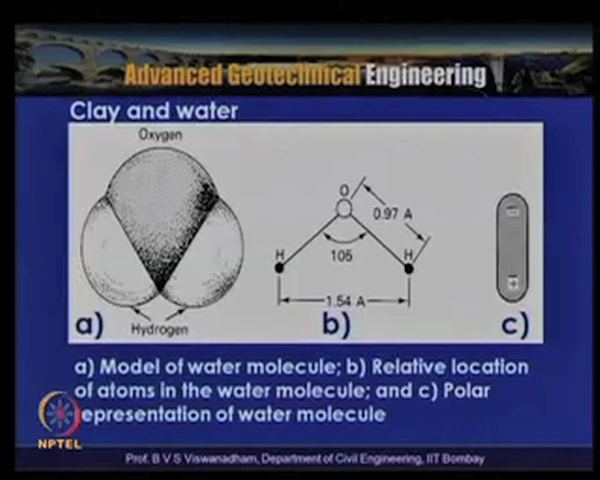 Advanced Geotechnical Engineering
Clay and water
Oxygen
O
0.97 A
H
105
H
1.54 A
Hydrogen
a)
b)
c)
a) Model of water molecule; b) Relative location
of atoms in the water molecule; and c) Polar
representation of water molecule
NPTEL
Prof. B V S Viswanadham, Department of Civil Engineering, IIT Bombay